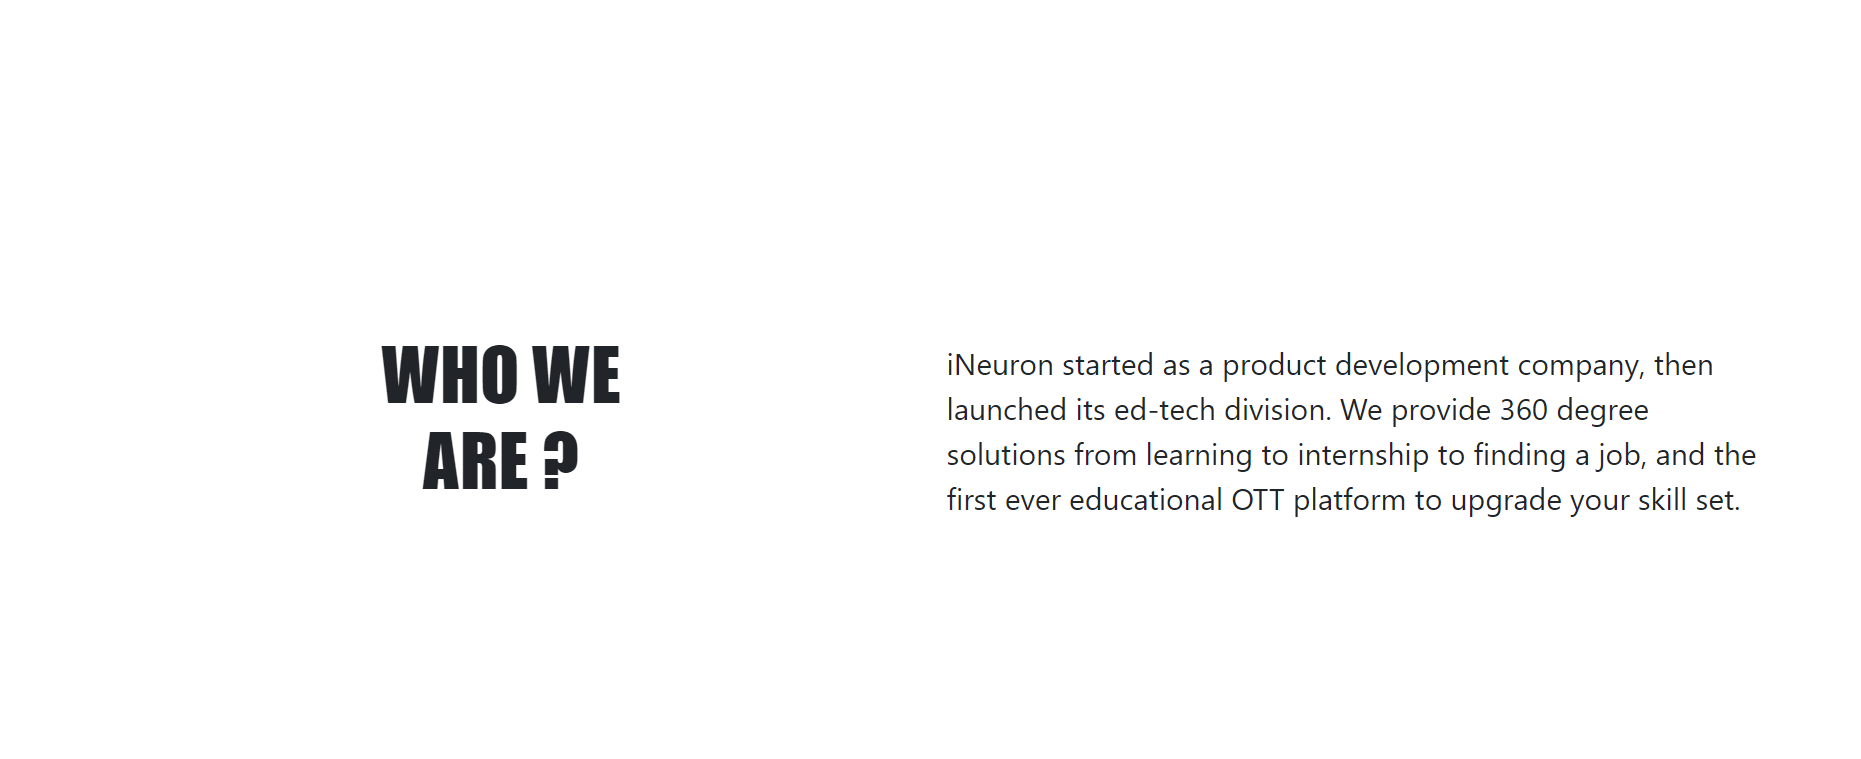 WHO WE
ARE ?
iNeuron started as a product development company, then
launched its ed-tech division. We provide 360 degree
solutions from learning to internship to finding a job, and the
first ever educational OTT platform to upgrade your skill set.